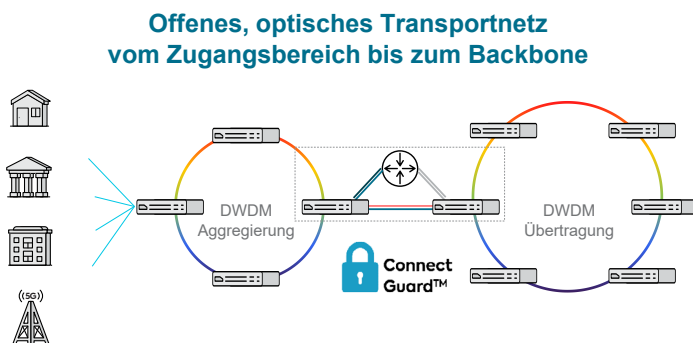 Offenes, optisches Transportnetz
vom Zugangsbereich bis zum Backbone
DWDM
Aggregierung
DWDM
Übertragung
Connect
Guard™
((5G))